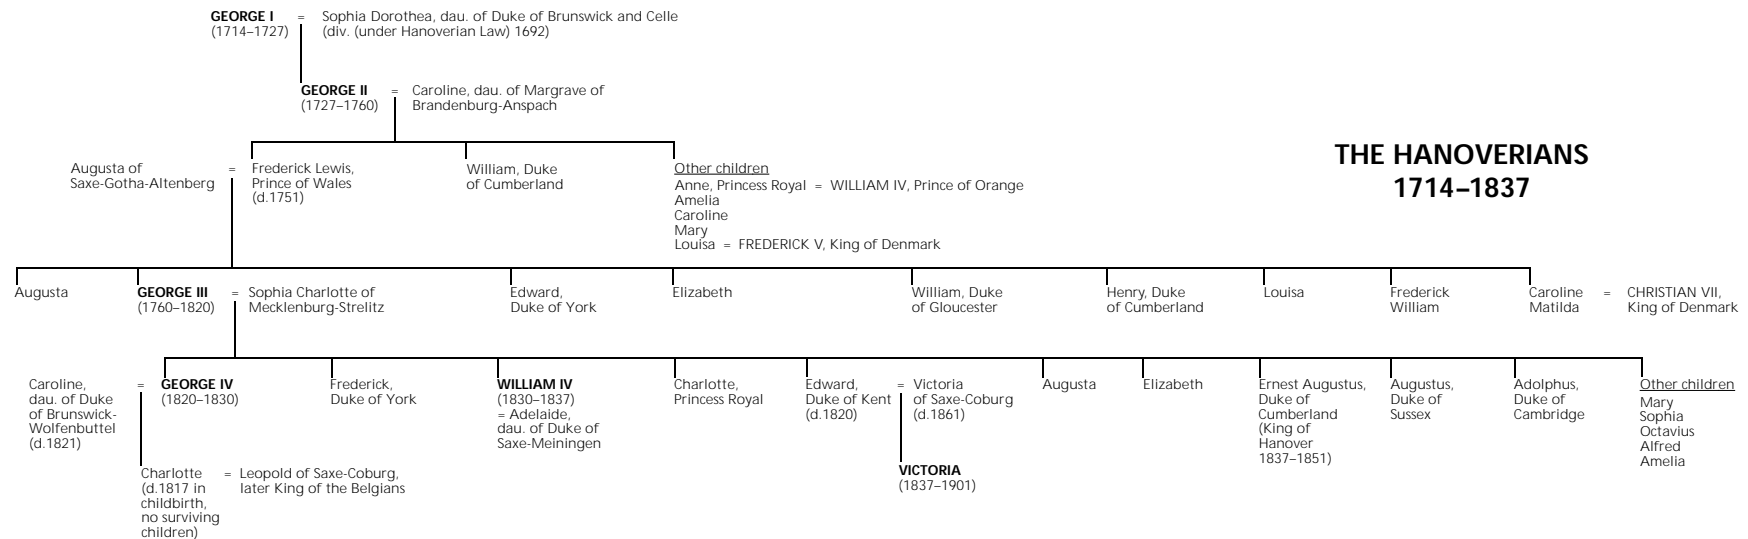 GEORGE I = Sophia Dorothea, dau. of Duke of Brunswick and Celle
(1714–1727) (div. (under Hanoverian Law) 1692)
GEORGE II = Caroline, dau. of Margrave of
(1727–1760) Brandenburg-Anspach
THE HANOVERIANS
1714–1837
Augusta of =
Saxe-Gotha-Altenberg
Frederick Lewis,
Prince of Wales
(d.1751)
William, Duke
of Cumberland
Other children
Anne, Princess Royal = WILLIAM IV, Prince of Orange
Amelia
Caroline
Mary
Louisa = FREDERICK V, King of Denmark
Augusta
GEORGE III =
(1760–1820)
Sophia Charlotte of
Mecklenburg-Strelitz
Edward,
Duke of York
Elizabeth
William, Duke
of Gloucester
Henry, Duke
of Cumberland
Louisa
Frederick
William
Caroline =
Matilda
CHRISTIAN VII,
King of Denmark
Caroline, =
dau. of Duke
of Brunswick-
Wolfenbuttel
(d.1821)
GEORGE IV
(1820–1830)
Frederick,
Duke of York
WILLIAM IV
(1830–1837)
= Adelaide,
dau. of Duke of
Saxe-Meiningen
Charlotte,
Princess Royal
Edward, =
Duke of Kent
(d.1820)
Victoria
of Saxe-Coburg
(d.1861)
Augusta
Elizabeth
Ernest Augustus,
Duke of
Cumberland
(King of
Hanover
1837–1851)
Augustus,
Duke of
Sussex
Adolphus,
Duke of
Cambridge
Other children
Mary
Sophia
Octavius
Alfred
Amelia
Charlotte =
(d.1817 in
childbirth,
no surviving
children)
Leopold of Saxe-Coburg,
later King of the Belgians
VICTORIA
(1837–1901)